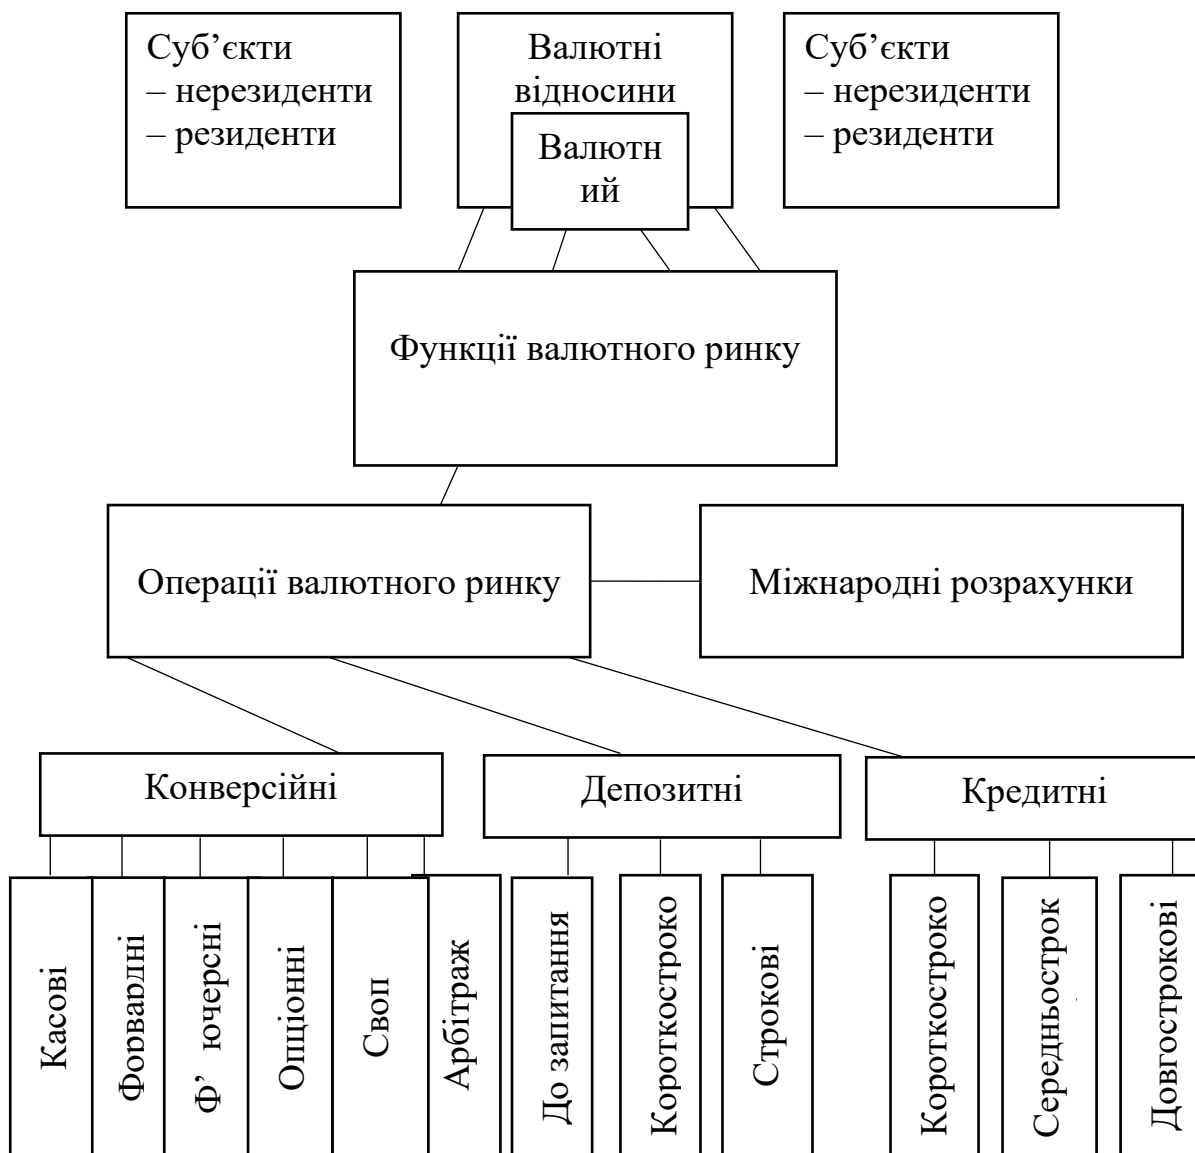 Суб’єкти
– нерезиденти
– резиденти
Валютні
відносини
Валютн
ий
Суб’єкти
– нерезиденти
– резиденти
Функції валютного ринку
Операції валютного ринку
Міжнародні розрахунки
Конверсійні
Депозитні
Кредитні
Касові
Форвардні
Ф’ ючерсні
Опціонні
Своп
Арбітраж
До запитання
Короткостроко
Строкові
Короткостроко
Середньострок
Довгострокові